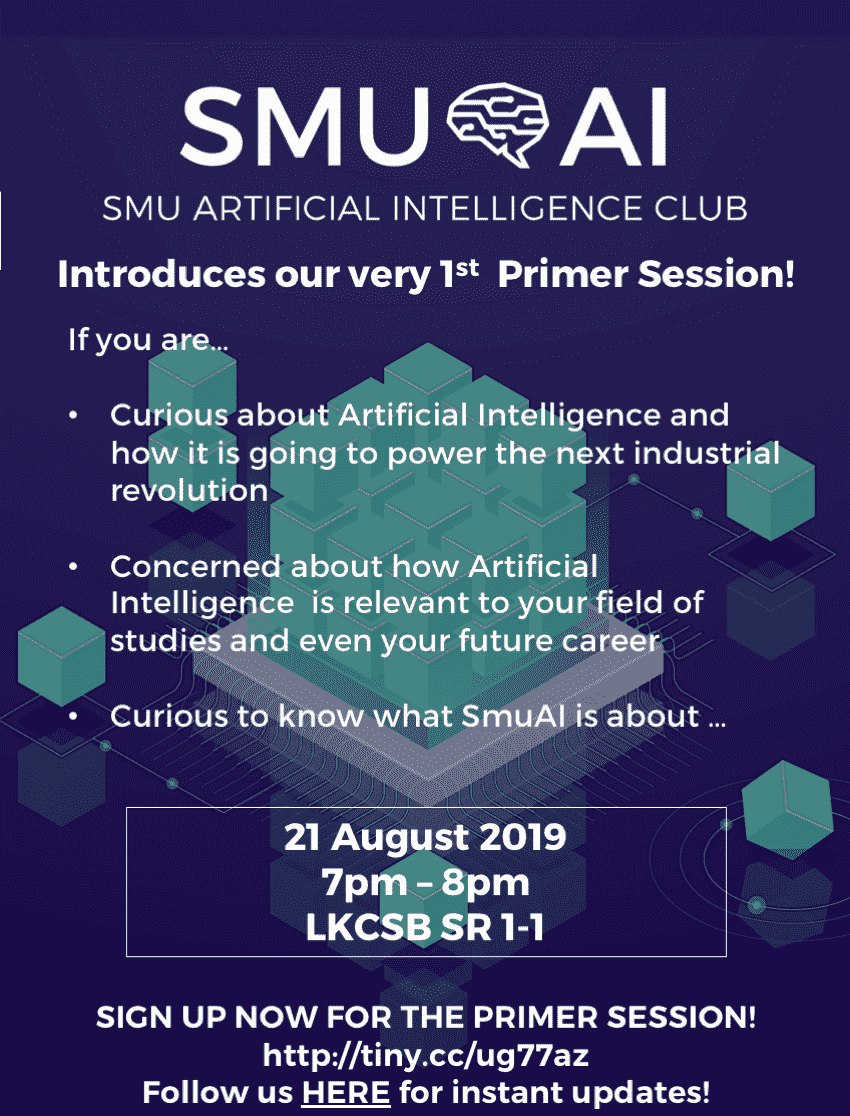 SMU AI
SMU ARTIFICIAL INTELLIGENCE CLUB
Introduces our very 1st  Primer Session!
If you are...
• Curious about Artificial Intelligence and
how it is going to power the next industrial
revolution
• Concerned about how Artificial
Intelligence  is relevant to your field of
studies and even your future career
• Curious to know what SmuAI is about ...
21 August 2019
7pm – 8pm
LKCSB SR 1-1
SIGN UP NOW FOR THE PRIMER SESSION!
http://tiny.cc/ug77az
Follow us HERE for instant updates!